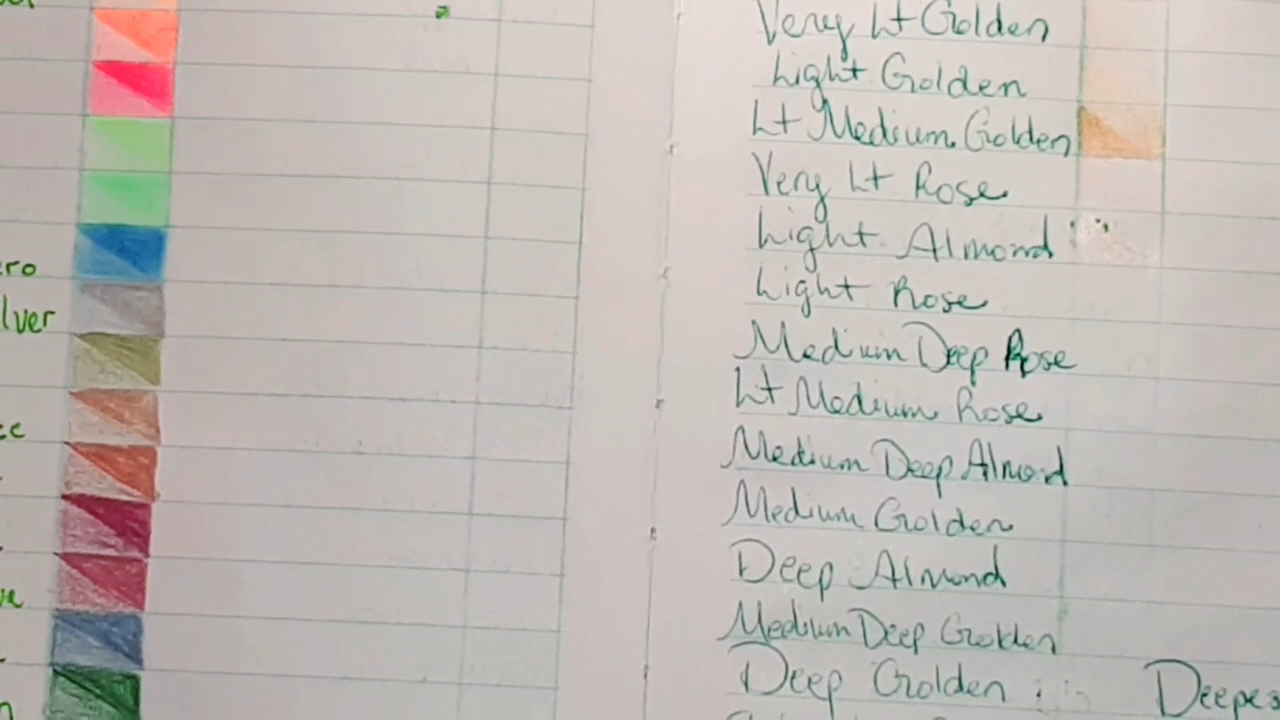 Very Lt Golden
Light Golden
Lt Medium Golden
Very Lt Rose
Light Almond
Light Rose
Medium Deep Rose
Lt Medium Rose
Medium Deep Almond
Medium Golden
Deep Almond
Medium Deep Golden
Deep Golden